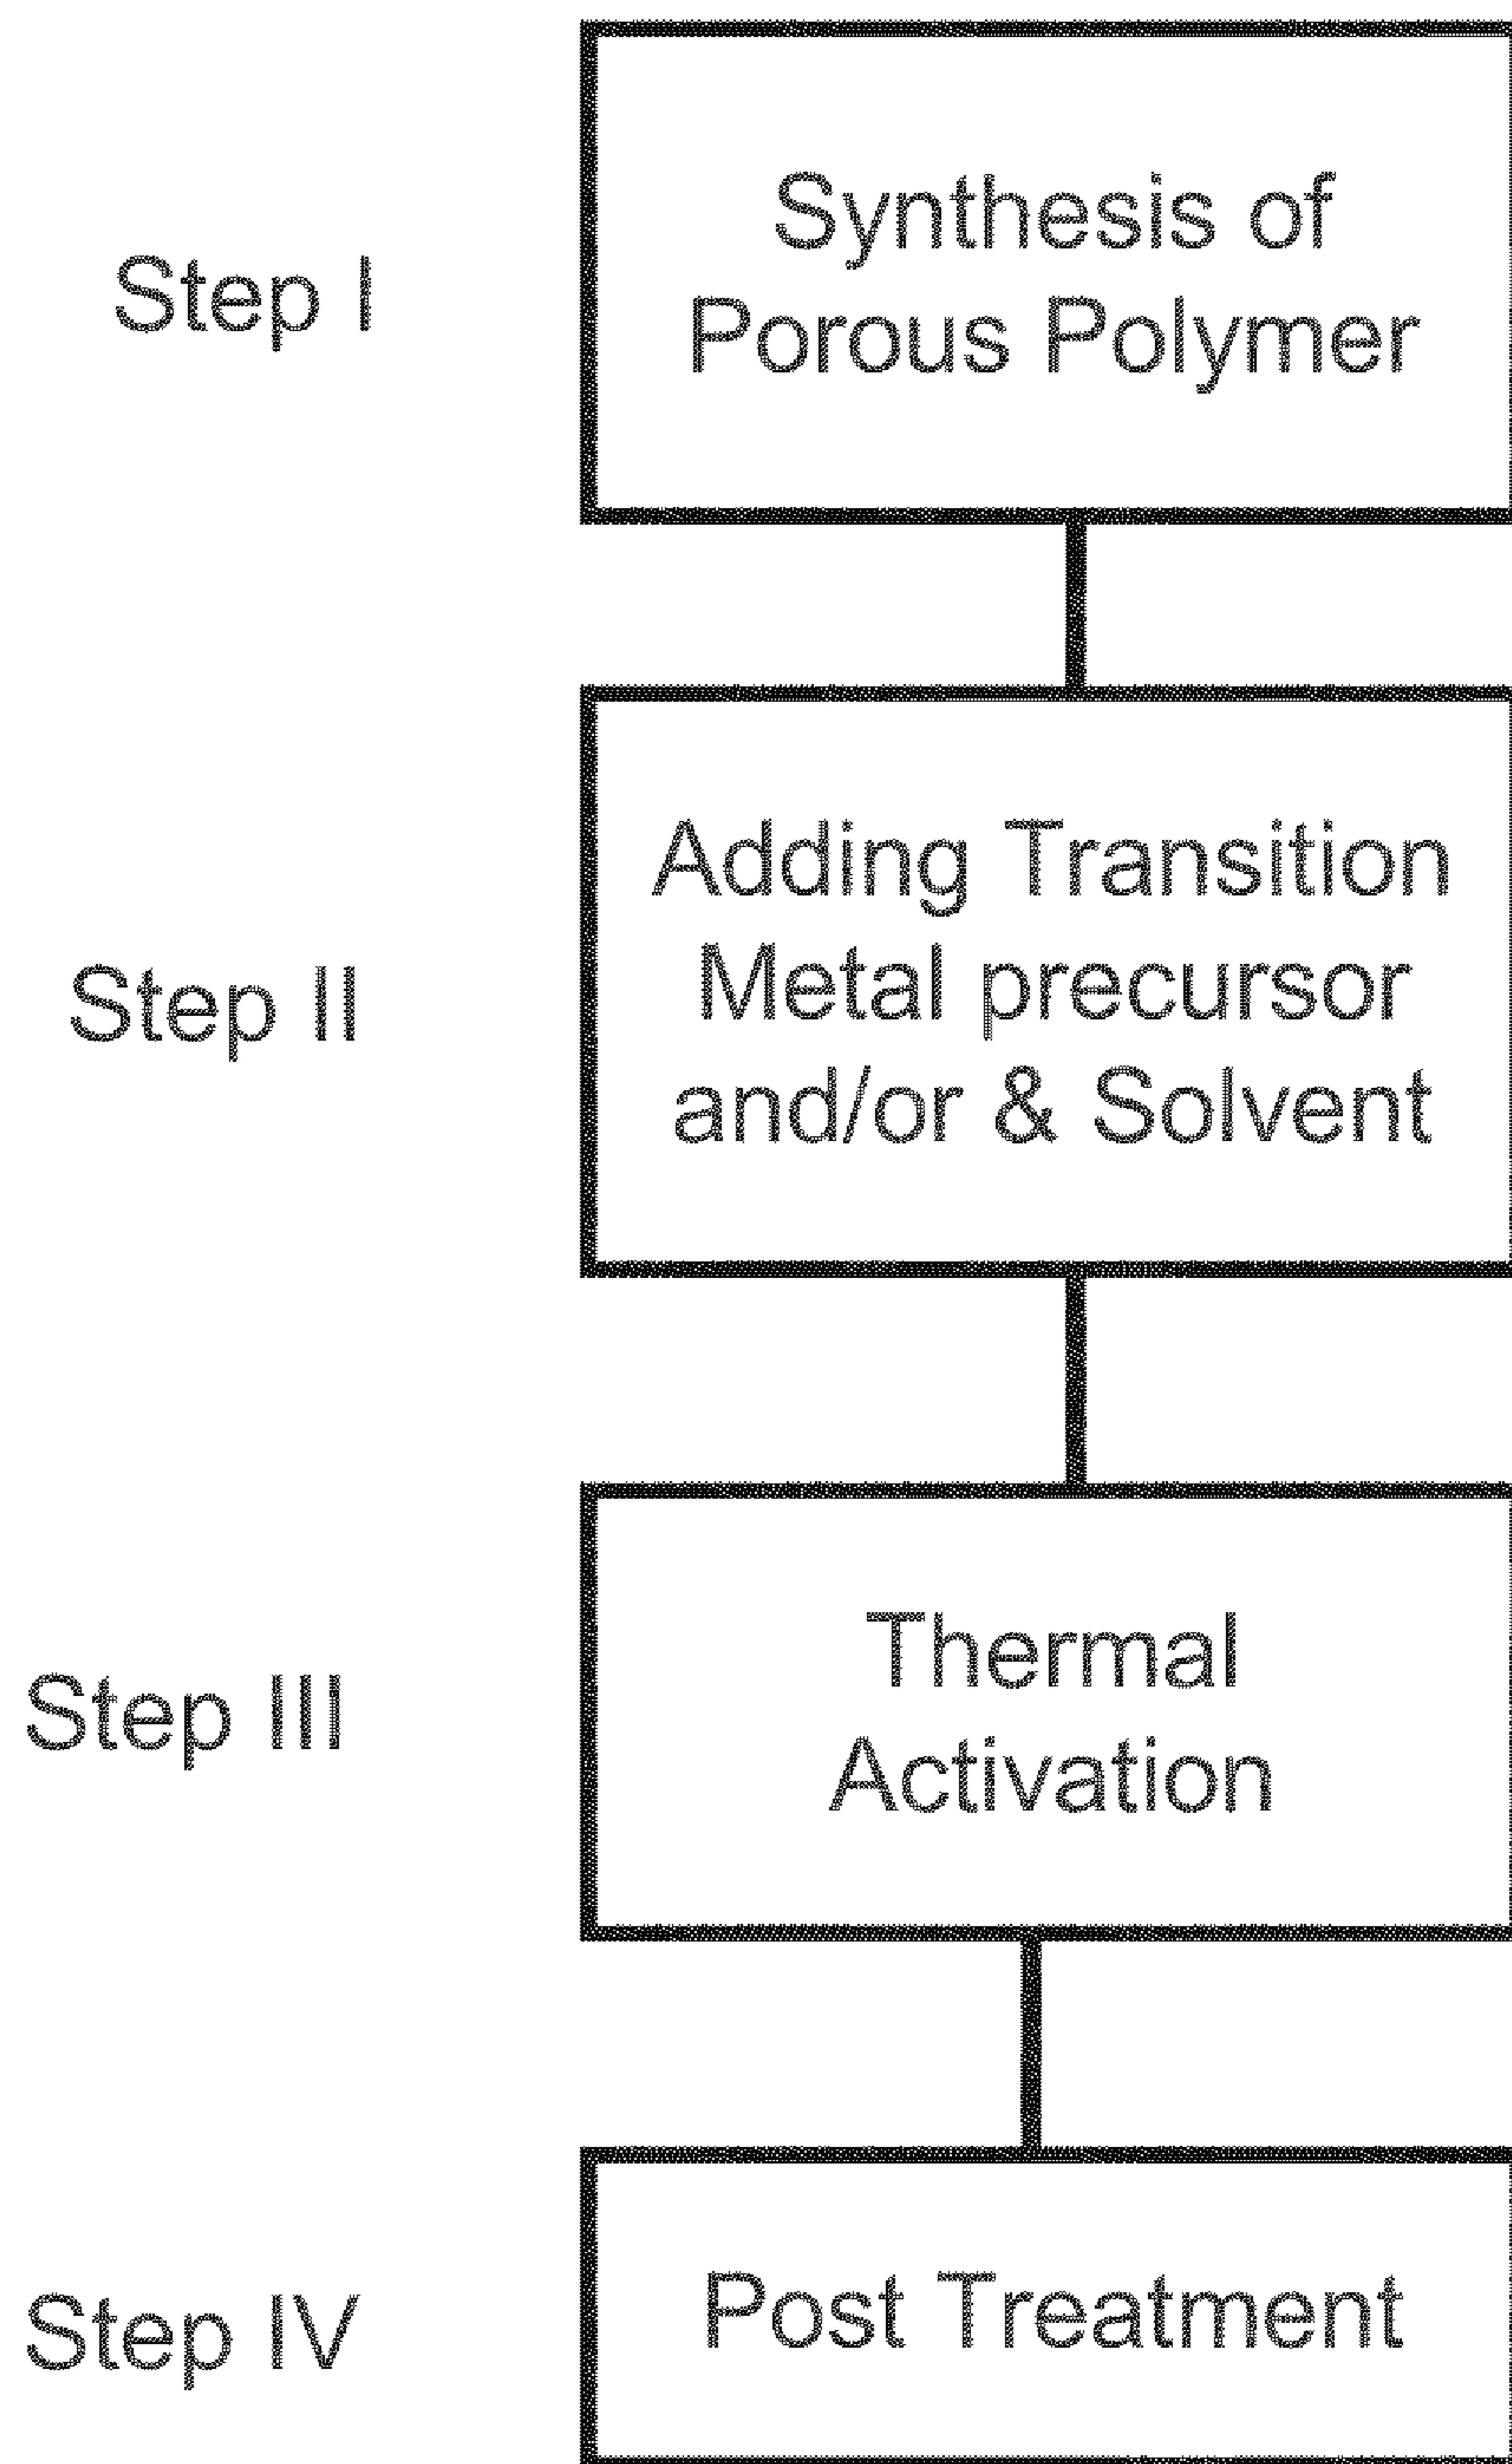 Step I
Synthesis of
Porous Polymer
Step II
Adding Transition
Metal precursor
and/or & Solvent
Step III
Thermal
Activation
Step IV
Post Treatment